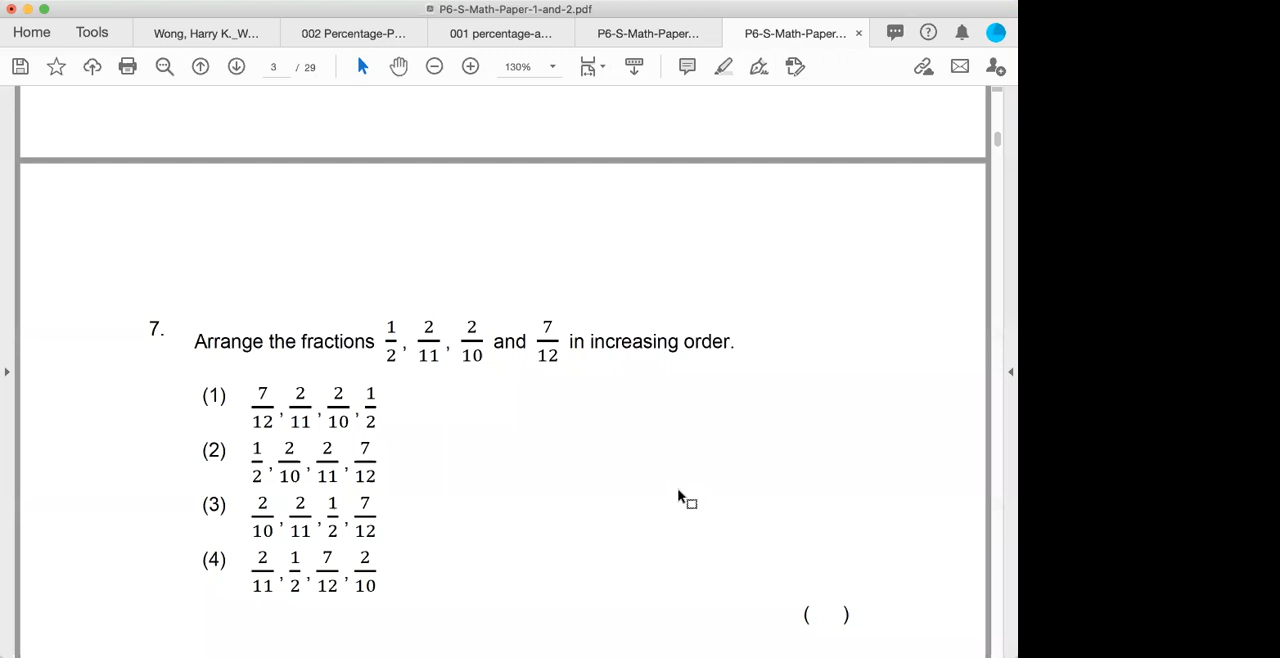 P6-S-Math-Paper-1-and-2.pdf
Home Tools Wong, Harry K._W... 002 Percentage-P... 001 percentage-a... P6-S-Math-Paper... P6-S-Math-Paper... ×
3 / 29 130%
7. Arrange the fractions 1/2, 2/11, 2/10 and 7/12 in increasing order.
(1) 7/12, 2/11, 2/10, 1/2
(2) 1/2, 2/10, 2/11, 7/12
(3) 2/10, 2/11, 1/2, 7/12
(4) 2/11, 1/2, 7/12, 2/10
( )